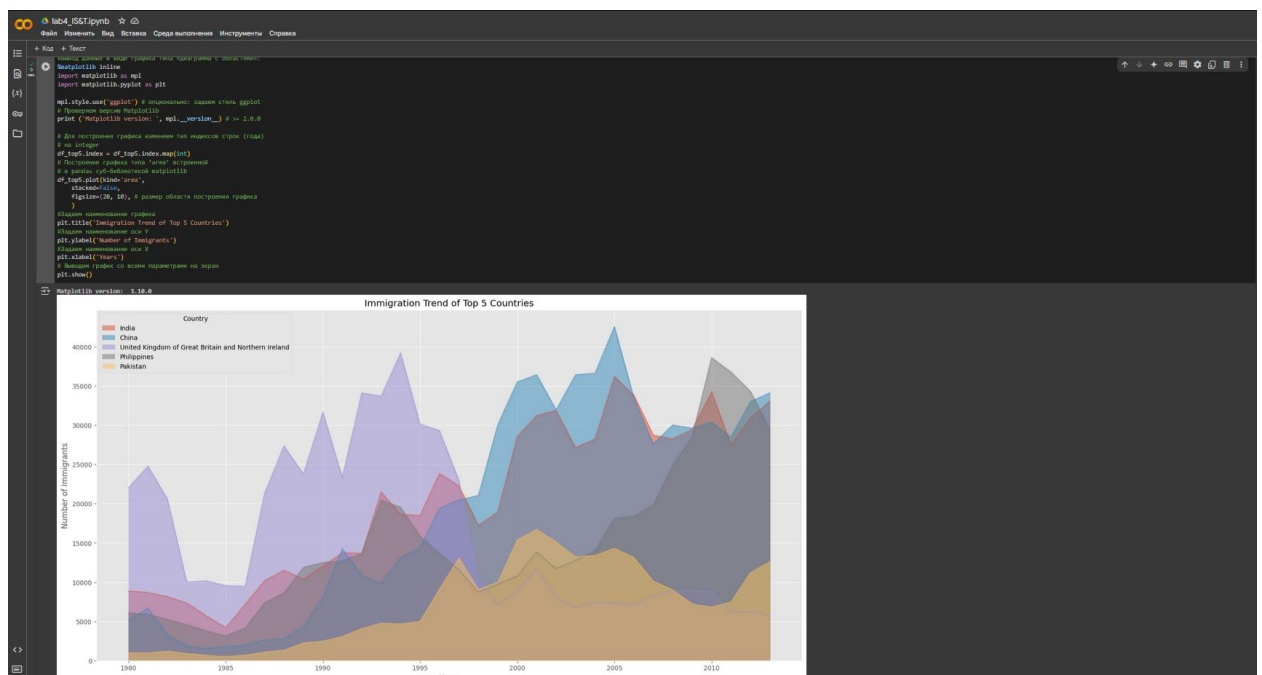 lab4_IS&T.ipynb
Файл Изменить Вид Вставка Среда выполнения Инструменты Справка
+ Код + Текст
%matplotlib inline
import matplotlib as mpl
import matplotlib.pyplot as plt
mpl.style.use('ggplot') # опционально: задаем стиль ggplot
# Проверяем версию Matplotlib
print ('Matplotlib version: ', mpl.__version__) # >= 2.0.0
# Для построения графика изменяем тип индексов строк (года)
# на integer
df_top5.index = df_top5.index.map(int)
# Построение графика типа 'area' встроенной
# в pandas суб-библиотекой matplotlib
df_top5.plot(kind='area',
stacked=False,
figsize=(20, 10), # размер области построения графика
)
#Задаем наименование графика
plt.title('Immigration Trend of Top 5 Countries')
#Задаем наименование оси Y
plt.ylabel('Number of Immigrants')
#Задаем наименование оси X
plt.xlabel('Years')
# Выводим график со всеми параметрами на экран
plt.show()
Matplotlib version: 3.10.0
Immigration Trend of Top 5 Countries
Country
India
China
United Kingdom of Great Britain and Northern Ireland
Philippines
Pakistan
Number of Immigrants
40000
35000
30000
25000
20000
15000
10000
5000
0
1980 1985 1990 1995 2000 2005 2010